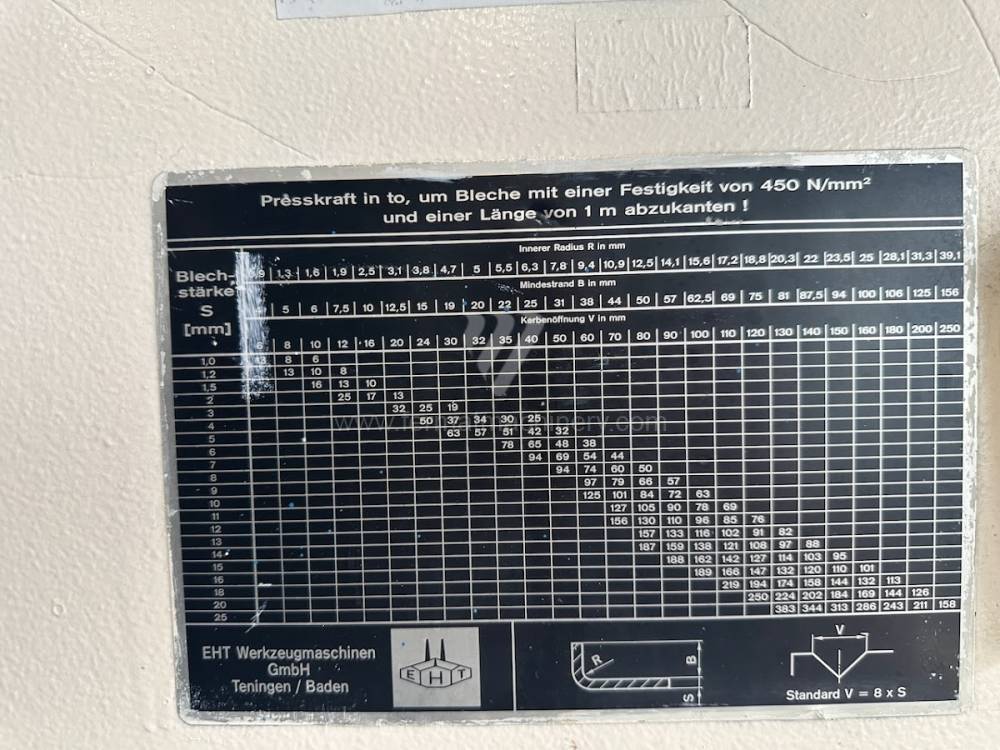 Presskraft in to, um Bleche mit einer Festigkeit von 450 N/mm²
und einer Länge von 1 m abzukanten !
Innerer Radius R in mm
Blech-
stärke
S
[mm]
1,3 1,6 1,9 2,5 3,1 3,8 4,7 5 5,5 6,3 7,8 9,4 10,9 12,5 14,1 15,6 17,2 18,8 20,3 22 23,5 25 28,1 31,3 39,1
Mindestrand B in mm
5 6 7,5 10 12,5 15 19 20 22 25 31 38 44 50 57 62,5 69 75 81 87,5 94 100 106 125 156
Kerbenöffnung V in mm
8 10 12 16 20 24 30 32 35 40 50 60 70 80 90 100 110 120 130 140 150 160 180 200 250
1,0 13 8 6
1,2 13 10 8
1,5 16 13 10
2 25 17 13
3 32 25 19
4 50 37 34 30 25
5 63 57 51 42 32
6 78 65 48 38
7 94 69 54 44
8 94 74 60 50
9 97 79 66 57
10 125 101 84 72 63
11 127 105 90 78 69
12 156 130 110 96 85 76
13 157 133 116 102 91 82
14 187 159 138 121 108 97 88
15 188 162 142 127 114 103 95
16 189 166 147 132 120 110 101
18 219 194 174 158 144 132 113
20 250 224 202 184 169 144 126
25 383 344 313 286 243 211 158
EHT Werkzeugmaschinen
GmbH
Teningen / Baden
E H T
R
B
S
V
Standard V = 8 x S